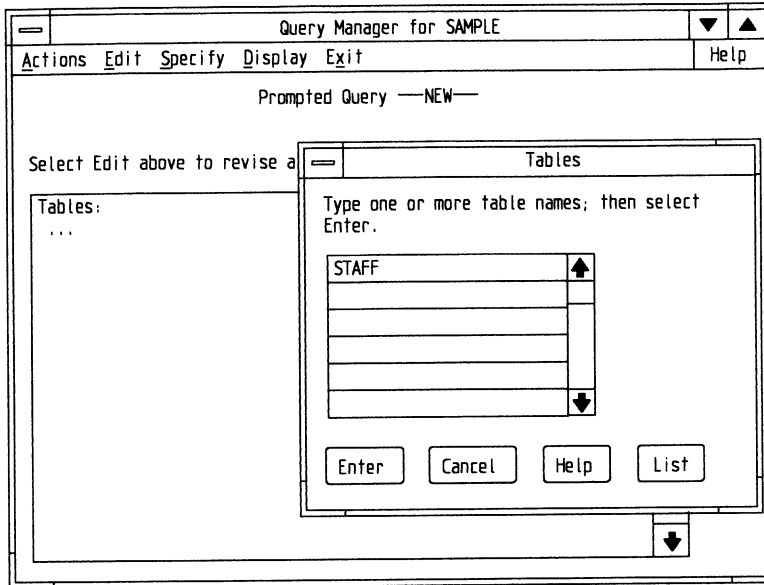 Query Manager for SAMPLE
Actions Edit Specify Display Exit Help
Prompted Query —NEW—
Select Edit above to revise a
Tables:
...
Tables
Type one or more table names; then select
Enter.
STAFF
Enter Cancel Help List